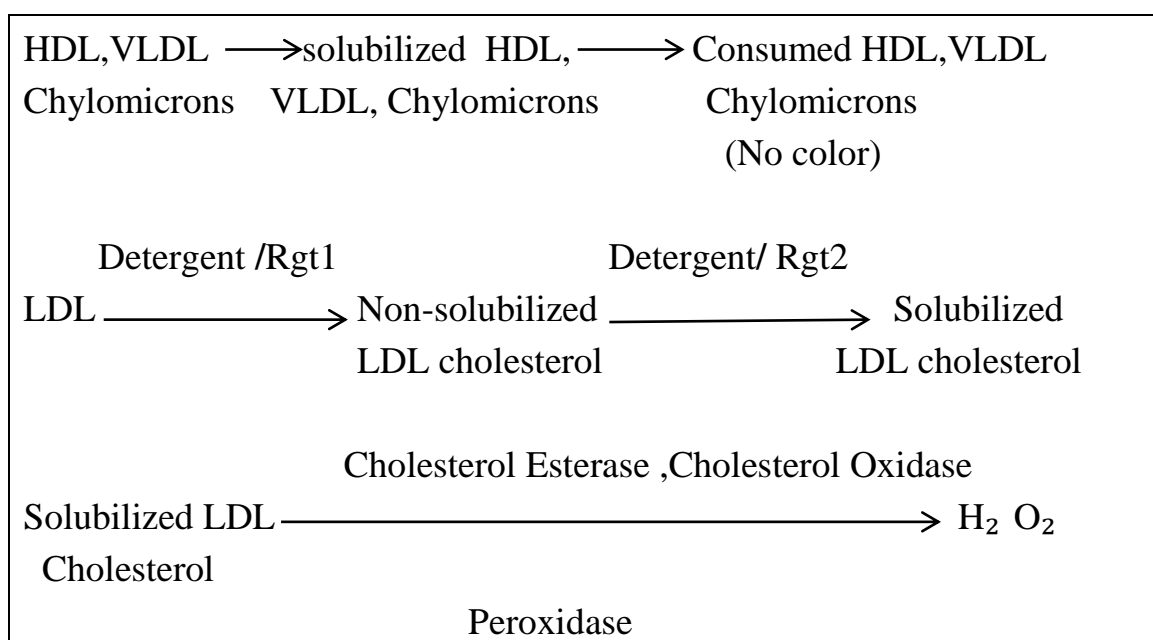 HDL,VLDL ⟶solubilized HDL, ⟶ Consumed HDL,VLDL
Chylomicrons VLDL, Chylomicrons Chylomicrons
(No color)
Detergent /Rgt1 Detergent/ Rgt2
LDL ⟶ Non-solubilized ⟶ Solubilized
LDL cholesterol LDL cholesterol
Cholesterol Esterase ,Cholesterol Oxidase
Solubilized LDL ⟶ H₂ O₂
Cholesterol
Peroxidase